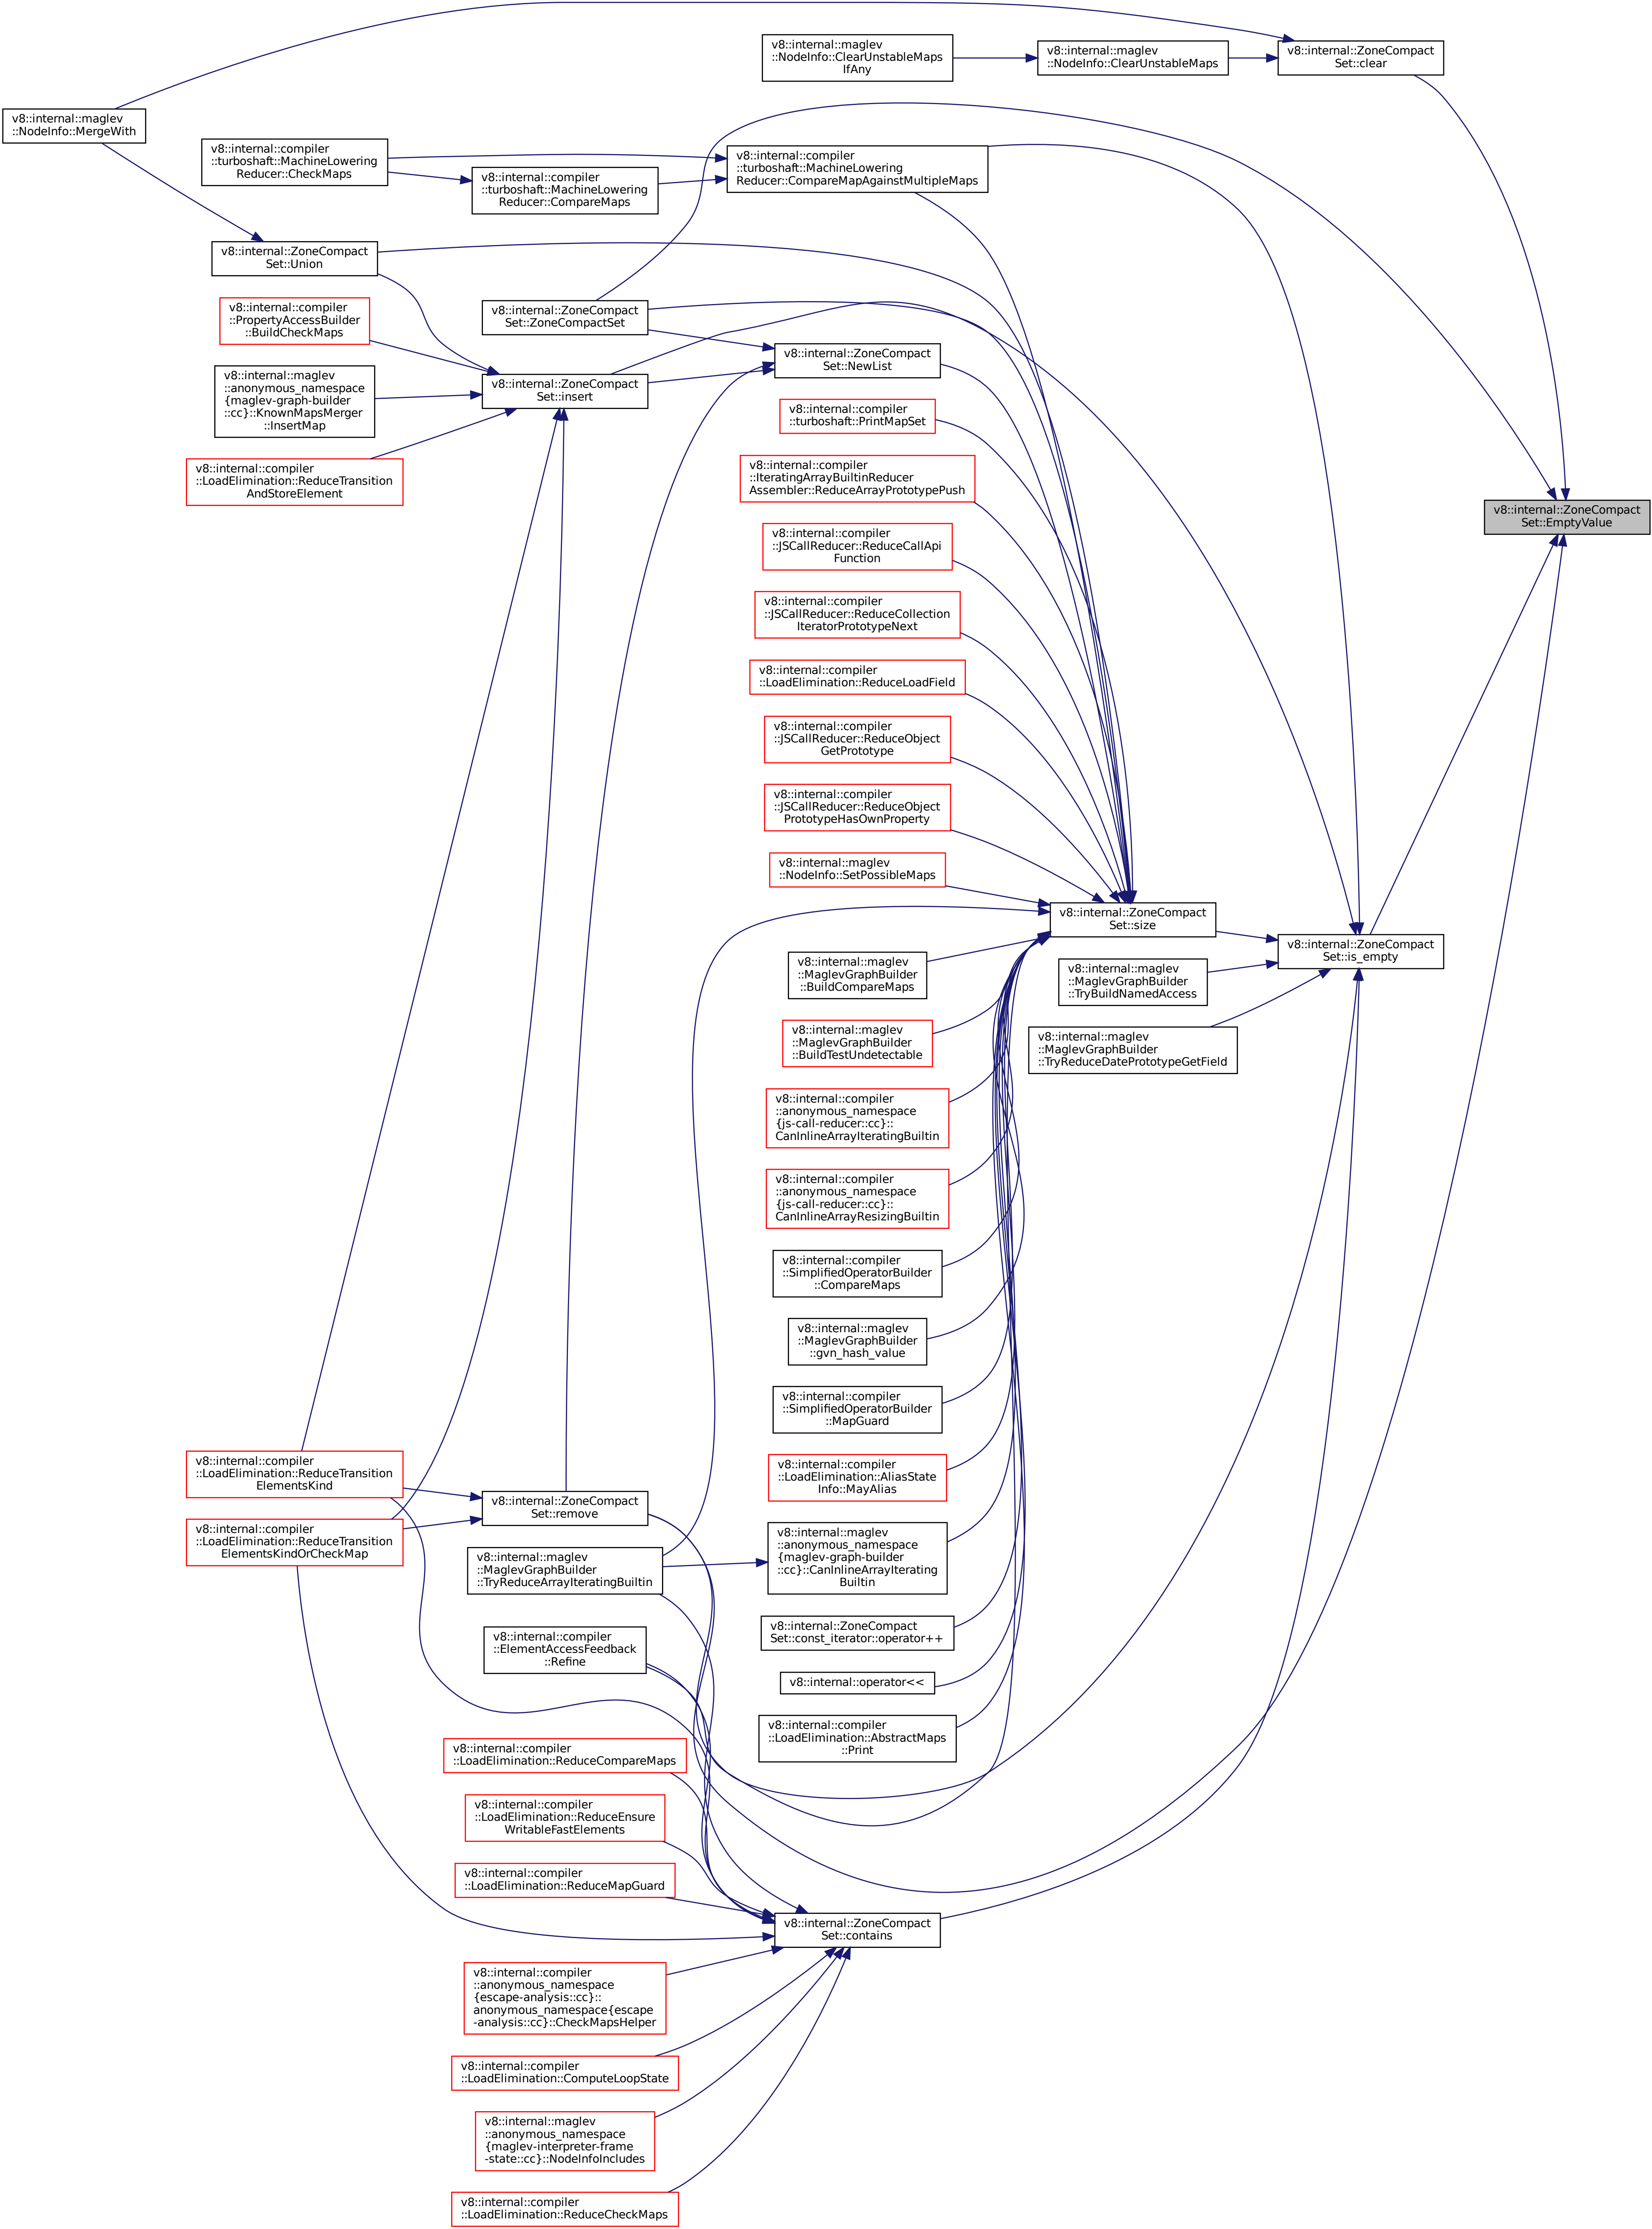 v8::internal::ZoneCompact
Set::clear
v8::internal::maglev
::NodeInfo::ClearUnstableMaps
IfAny
v8::internal::maglev
::NodeInfo::ClearUnstableMaps
v8::internal::maglev
::NodeInfo::MergeWith
v8::internal::compiler
::turboshaft::MachineLowering
Reducer::CheckMaps
v8::internal::compiler
::turboshaft::MachineLowering
Reducer::CompareMaps
v8::internal::compiler
::turboshaft::MachineLowering
Reducer::CompareMapAgainstMultipleMaps
v8::internal::ZoneCompact
Set::Union
v8::internal::compiler
::PropertyAccessBuilder
::BuildCheckMaps
v8::internal::ZoneCompact
Set::ZoneCompactSet
v8::internal::ZoneCompact
Set::NewList
v8::internal::maglev
::anonymous_namespace
{maglev-graph-builder
::cc}::KnownMapsMerger
::InsertMap
v8::internal::ZoneCompact
Set::insert
v8::internal::compiler
::turboshaft::PrintMapSet
v8::internal::compiler
::LoadElimination::ReduceTransition
AndStoreElement
v8::internal::compiler
::IteratingArrayBuiltinReducer
Assembler::ReduceArrayPrototypePush
v8::internal::ZoneCompact
Set::EmptyValue
v8::internal::compiler
::JSCallReducer::ReduceCallApi
Function
v8::internal::compiler
::JSCallReducer::ReduceCollection
IteratorPrototypeNext
v8::internal::compiler
::LoadElimination::ReduceLoadField
v8::internal::compiler
::JSCallReducer::ReduceObject
GetPrototype
v8::internal::compiler
::JSCallReducer::ReduceObject
PrototypeHasOwnProperty
v8::internal::maglev
::NodeInfo::SetPossibleMaps
v8::internal::ZoneCompact
Set::size
v8::internal::ZoneCompact
Set::is_empty
v8::internal::maglev
::MaglevGraphBuilder
::BuildCompareMaps
v8::internal::maglev
::MaglevGraphBuilder
::TryBuildNamedAccess
v8::internal::maglev
::MaglevGraphBuilder
::BuildTestUndetectable
v8::internal::maglev
::MaglevGraphBuilder
::TryReduceDatePrototypeGetField
v8::internal::compiler
::anonymous_namespace
{js-call-reducer::cc}::
CanInlineArrayIteratingBuiltin
v8::internal::compiler
::anonymous_namespace
{js-call-reducer::cc}::
CanInlineArrayResizingBuiltin
v8::internal::compiler
::SimplifiedOperatorBuilder
::CompareMaps
v8::internal::maglev
::MaglevGraphBuilder
::gvn_hash_value
v8::internal::compiler
::SimplifiedOperatorBuilder
::MapGuard
v8::internal::compiler
::LoadElimination::ReduceTransition
ElementsKind
v8::internal::compiler
::LoadElimination::AliasState
Info::MayAlias
v8::internal::ZoneCompact
Set::remove
v8::internal::compiler
::LoadElimination::ReduceTransition
ElementsKindOrCheckMap
v8::internal::maglev
::anonymous_namespace
{maglev-graph-builder
::cc}::CanInlineArrayIterating
Builtin
v8::internal::maglev
::MaglevGraphBuilder
::TryReduceArrayIteratingBuiltin
v8::internal::ZoneCompact
Set::const_iterator::operator++
v8::internal::compiler
::ElementAccessFeedback
::Refine
v8::internal::operator<<
v8::internal::compiler
::LoadElimination::AbstractMaps
::Print
v8::internal::compiler
::LoadElimination::ReduceCompareMaps
v8::internal::compiler
::LoadElimination::ReduceEnsure
WritableFastElements
v8::internal::compiler
::LoadElimination::ReduceMapGuard
v8::internal::ZoneCompact
Set::contains
v8::internal::compiler
::anonymous_namespace
{escape-analysis::cc}::
anonymous_namespace{escape
-analysis::cc}::CheckMapsHelper
v8::internal::compiler
::LoadElimination::ComputeLoopState
v8::internal::maglev
::anonymous_namespace
{maglev-interpreter-frame
-state::cc}::NodeInfoIncludes
v8::internal::compiler
::LoadElimination::ReduceCheckMaps